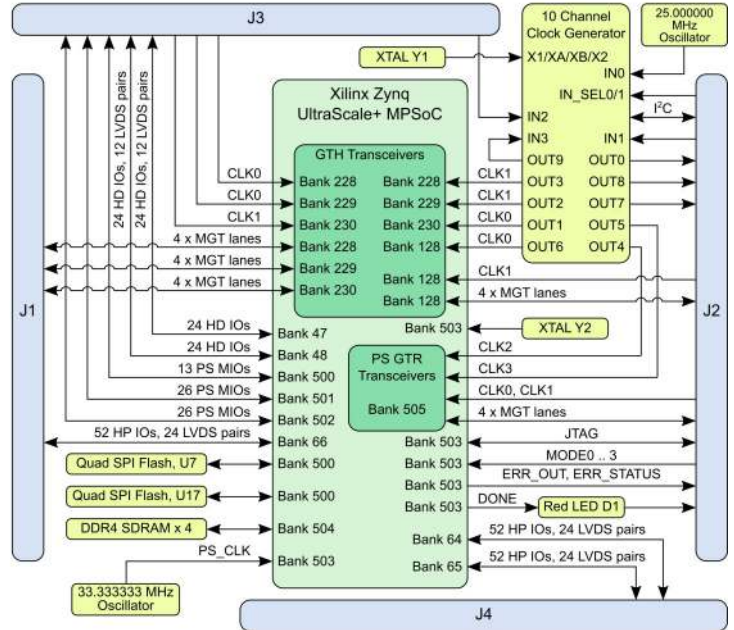 J3
10 Channel
Clock Generator
25.000000
MHz
Oscillator
XTAL Y1
X1/XA/XB/X2
IN0
IN_SEL0/1
I²C
IN2
IN1
IN3
OUT9
OUT0
OUT3
OUT8
OUT2
OUT7
OUT1
OUT5
OUT6
OUT4
24 HD IOs, 12 LVDS pairs
24 HD IOs, 12 LVDS pairs
Xilinx Zynq
UltraScale+ MPSoC
GTH Transceivers
CLK0
Bank 228
Bank 228
CLK1
CLK0
Bank 229
Bank 229
CLK1
CLK1
Bank 230
Bank 230
CLK0
4 x MGT lanes
Bank 228
Bank 128
CLK0
4 x MGT lanes
Bank 229
Bank 128
CLK1
4 x MGT lanes
Bank 230
Bank 128
4 x MGT lanes
J1
J2
24 HD IOs
Bank 47
Bank 503
XTAL Y2
24 HD IOs
Bank 48
PS GTR
Transceivers
Bank 505
CLK2
13 PS MIOs
Bank 500
CLK3
26 PS MIOs
Bank 501
CLK0, CLK1
26 PS MIOs
Bank 502
4 x MGT lanes
52 HP IOs, 24 LVDS pairs
Bank 66
Bank 503
JTAG
Quad SPI Flash, U7
Bank 500
Bank 503
MODE0 .. 3
Bank 503
ERR_OUT, ERR_STATUS
Quad SPI Flash, U17
Bank 500
Bank 503
DONE
Red LED D1
DDR4 SDRAM x 4
Bank 504
Bank 64
52 HP IOs, 24 LVDS pairs
PS_CLK
Bank 503
Bank 65
52 HP IOs, 24 LVDS pairs
33.333333 MHz
Oscillator
J4